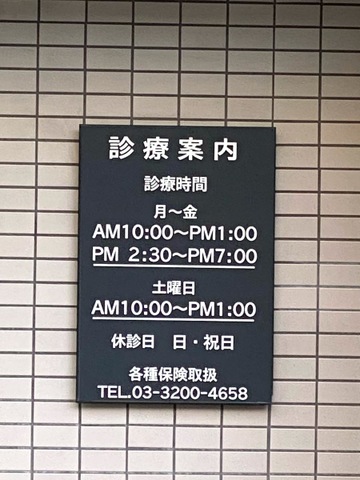 診療案内
診療時間
月〜金
AM10:00〜PM1:00
PM 2:30〜PM7:00
土曜日
AM10:00〜PM1:00
休診日 日・祝日
各種保険取扱
TEL.03-3200-4658